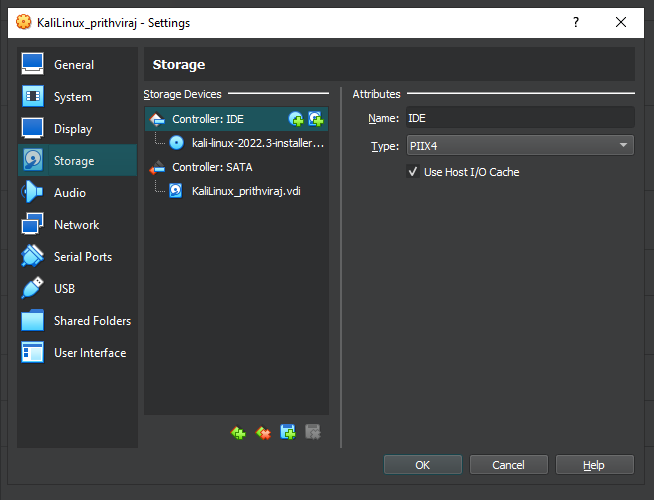 KaliLinux_prithviraj - Settings
?
General
System
Display
Storage
Audio
Network
Serial Ports
USB
Shared Folders
User Interface
Storage
Storage Devices
Controller: IDE
kali-linux-2022.3-installer...
Controller: SATA
KaliLinux_prithviraj.vdi
Attributes
Name: IDE
Type: PIIX4
Use Host I/O Cache
OK
Cancel
Help